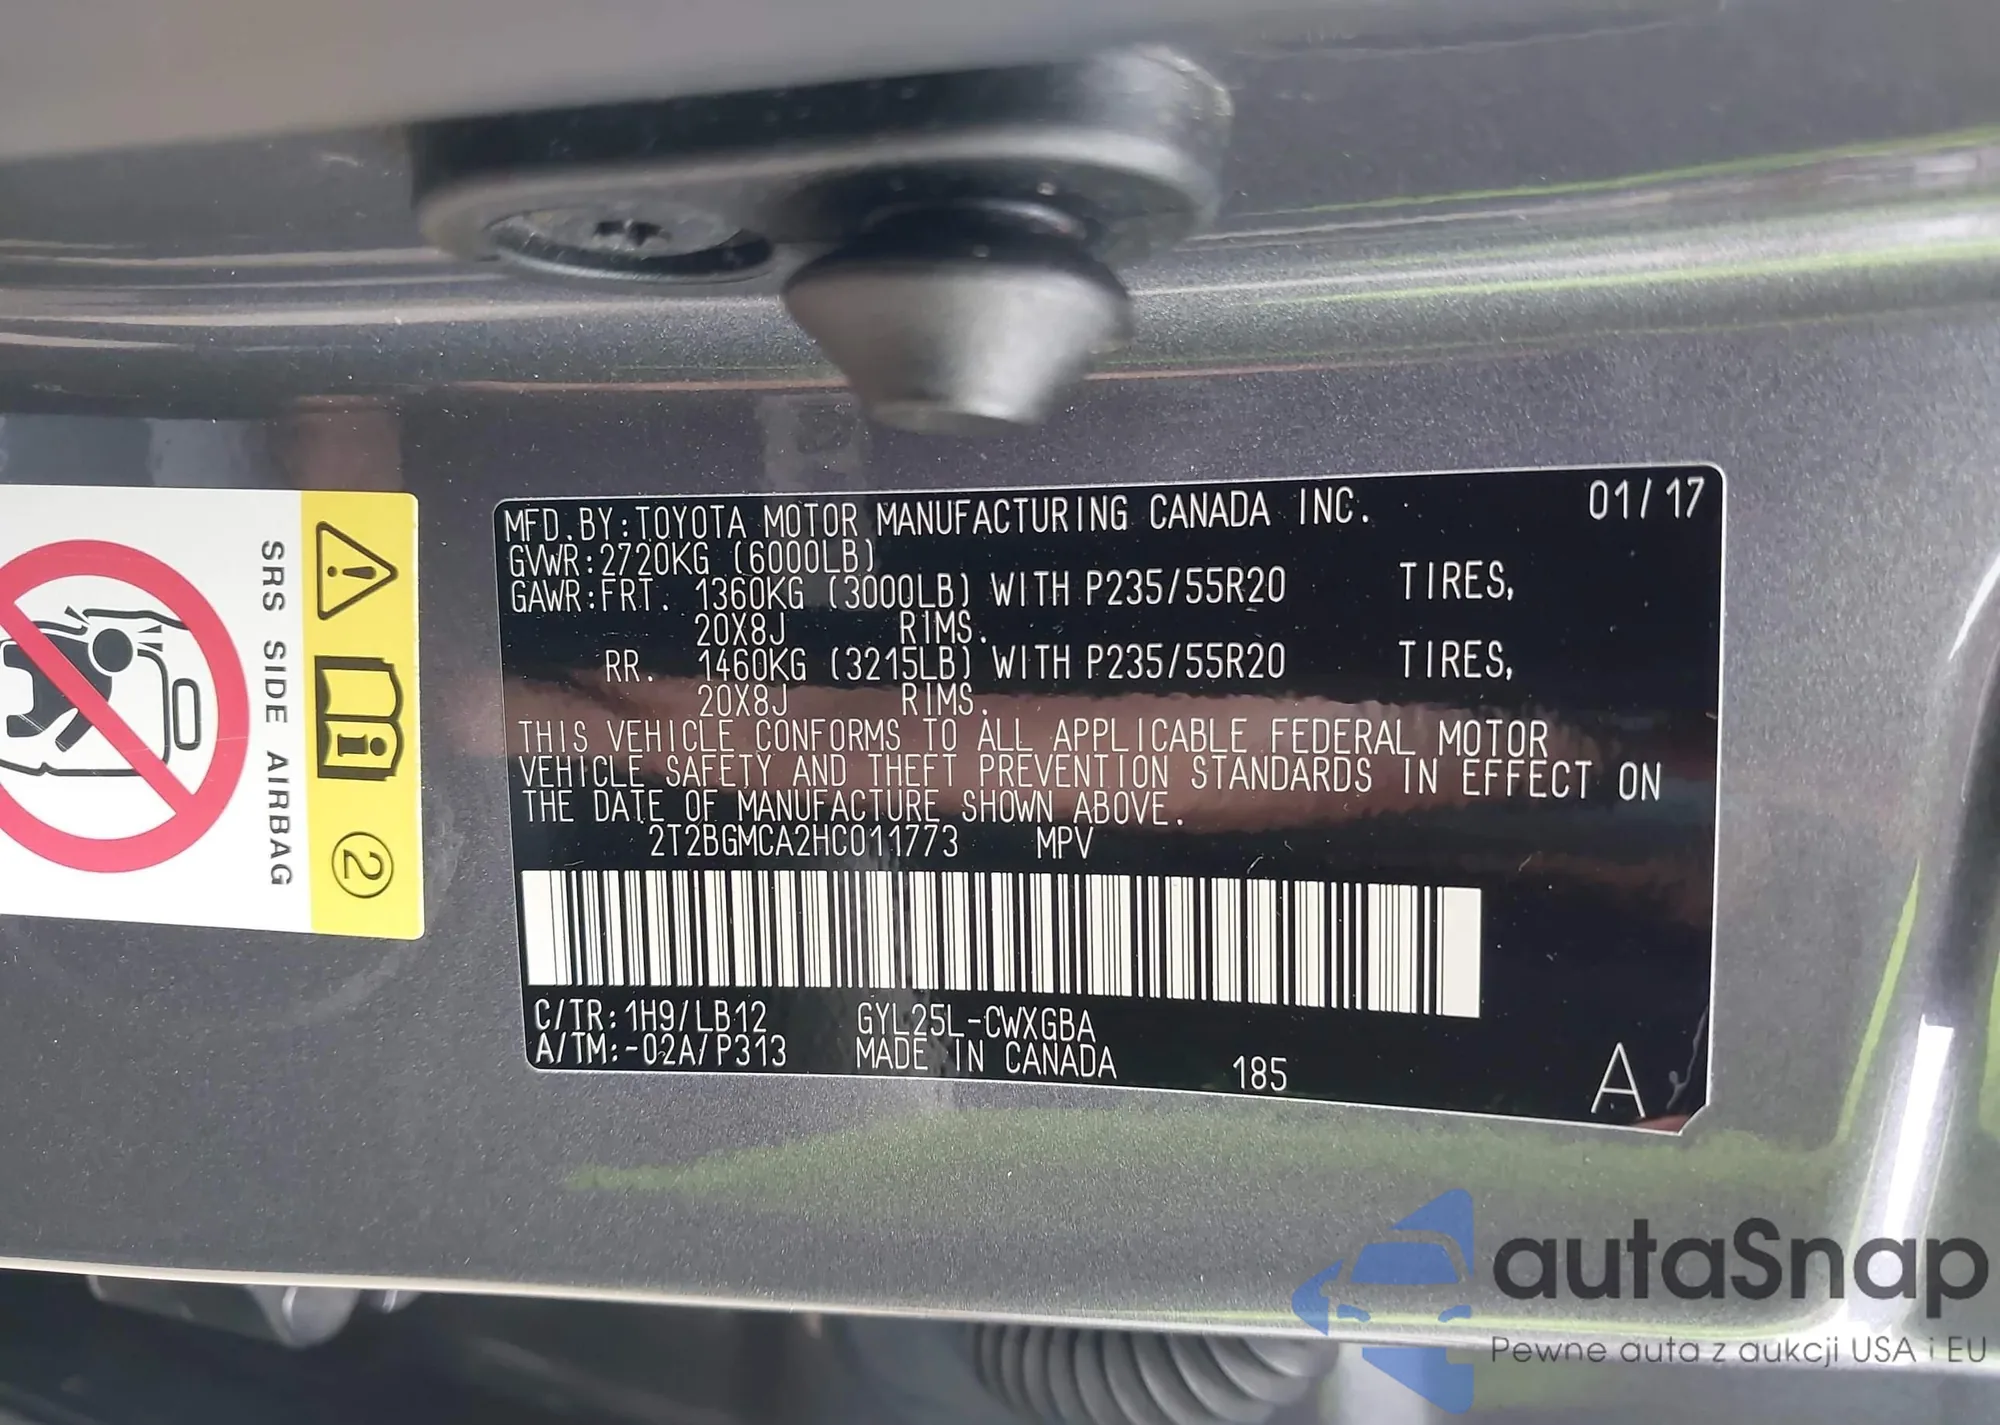 MFD.BY:TOYOTA MOTOR MANUFACTURING CANADA INC. 01/17
GVWR:2720KG (6000LB)
GAWR:FRT. 1360KG (3000LB) WITH P235/55R20 TIRES,
20X8J RIMS.
RR. 1460KG (3215LB) WITH P235/55R20 TIRES,
20X8J RIMS.
THIS VEHICLE CONFORMS TO ALL APPLICABLE FEDERAL MOTOR
VEHICLE SAFETY AND THEFT PREVENTION STANDARDS IN EFFECT ON
THE DATE OF MANUFACTURE SHOWN ABOVE.
2T2BGMCA2HC011773 MPV
C/TR:1H9/LB12 GYL25L-CWXGBA
A/TM:-02A/P313 MADE IN CANADA 185 A
SRS SIDE AIRBAG
2
autaSnap
Pewne auta z aukcji USA i EU